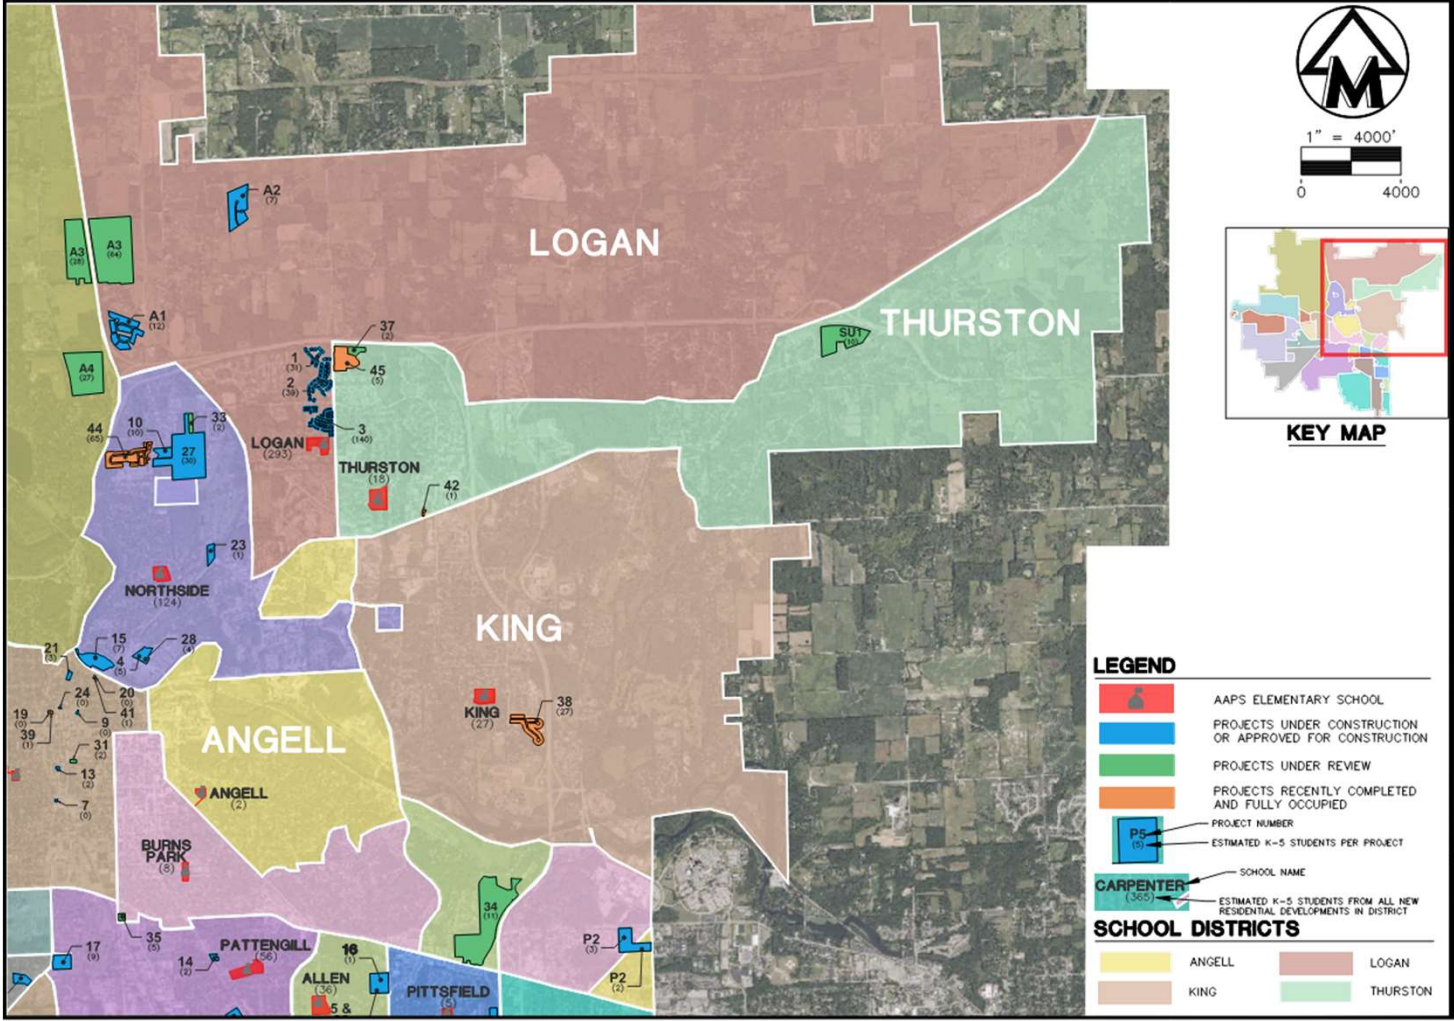 M
1" = 4000'
0 4000
KEY MAP
LOGAN
THURSTON
KING
ANGELL
A2
(7)
A3
(28)
A3
(84)
A1
(12)
A4
(27)
37
(2)
45
(5)
1
(31)
2
(39)
3
(140)
SU1
(10)
44
(65)
10
(10)
33
(2)
27
(30)
LOGAN
(293)
THURSTON
(18)
42
(1)
23
(1)
NORTHSIDE
(124)
21
(3)
15
(7)
4
(5)
28
(4)
24
(0)
20
(0)
19
(0)
41
(1)
9
(0)
39
(1)
31
(2)
13
(2)
7
(0)
KING
(27)
38
(27)
ANGELL
(2)
BURNS
PARK
(8)
34
(11)
35
(5)
17
(9)
14
(2)
PATTENGILL
(56)
16
(1)
ALLEN
(36)
5 &
PITTSFIELD
(5)
P2
(3)
P2
(2)
LEGEND
AAPS ELEMENTARY SCHOOL
PROJECTS UNDER CONSTRUCTION
OR APPROVED FOR CONSTRUCTION
PROJECTS UNDER REVIEW
PROJECTS RECENTLY COMPLETED
AND FULLY OCCUPIED
P5
(5)
PROJECT NUMBER
ESTIMATED K-5 STUDENTS PER PROJECT
CARPENTER
(365)
SCHOOL NAME
ESTIMATED K-5 STUDENTS FROM ALL NEW
RESIDENTIAL DEVELOPMENTS IN DISTRICT
SCHOOL DISTRICTS
ANGELL
LOGAN
KING
THURSTON